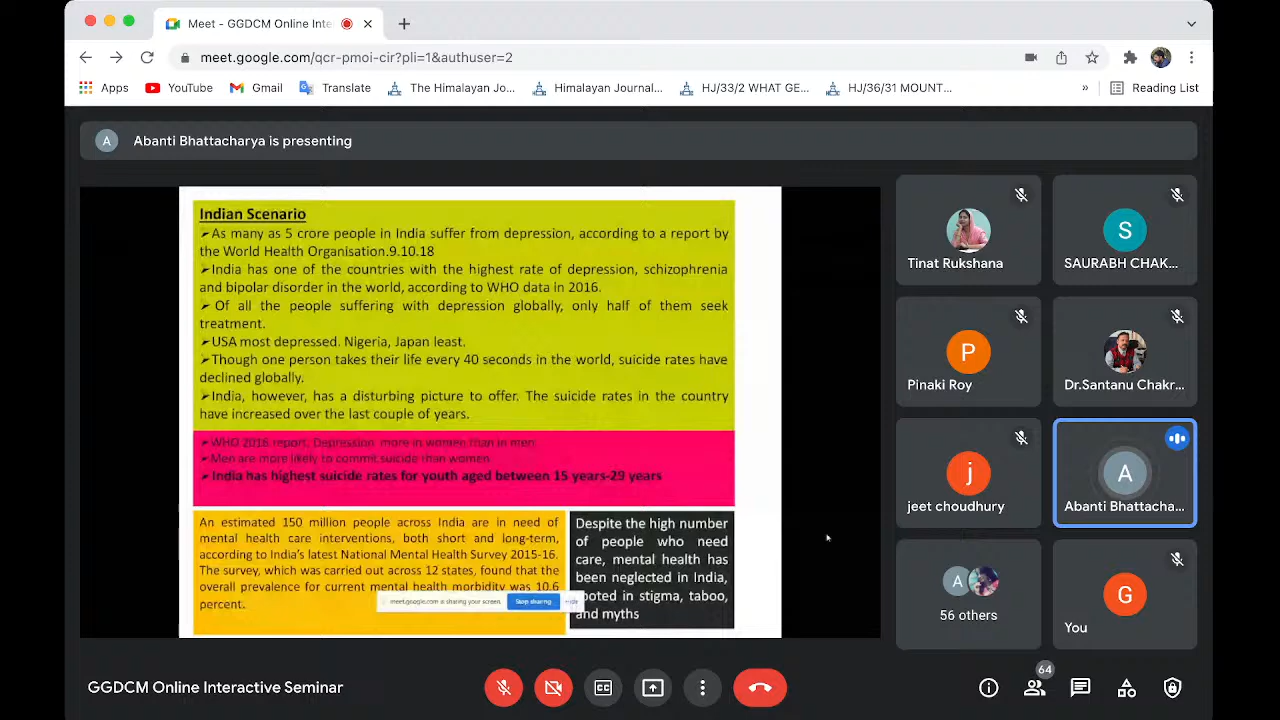 Meet - GGDCM Online Inte
meet.google.com/qcr-pmoi-cir?pli=1&authuser=2
Apps YouTube Gmail Translate The Himalayan Jo... Himalayan Journal... HJ/33/2 WHAT GE... HJ/36/31 MOUNT... » Reading List
A Abanti Bhattacharya is presenting
Indian Scenario
➢As many as 5 crore people in India suffer from depression, according to a report by
the World Health Organisation.9.10.18
➢India has one of the countries with the highest rate of depression, schizophrenia
and bipolar disorder in the world, according to WHO data in 2016.
➢ Of all the people suffering with depression globally, only half of them seek
treatment.
➢USA most depressed. Nigeria, Japan least.
➢Though one person takes their life every 40 seconds in the world, suicide rates have
declined globally.
➢India, however, has a disturbing picture to offer. The suicide rates in the country
have increased over the last couple of years.
➢WHO 2016 report. Depression more in women than in men
➢Men are more likely to commit suicide than women
➢India has highest suicide rates for youth aged between 15 years-29 years
An estimated 150 million people across India are in need of
mental health care interventions, both short and long-term,
according to India's latest National Mental Health Survey 2015-16.
The survey, which was carried out across 12 states, found that the
overall prevalence for current mental health morbidity was 10.6
percent.
meet.google.com is sharing your screen. Stop sharing
Despite the high number
of people who need
care, mental health has
been neglected in India,
in stigma, taboo,
and myths
Tinat Rukshana
S
SAURABH CHAK...
P
Pinaki Roy
Dr.Santanu Chakr...
j
jeet choudhury
A
Abanti Bhattacha...
A
56 others
G
You
GGDCM Online Interactive Seminar
CC
64